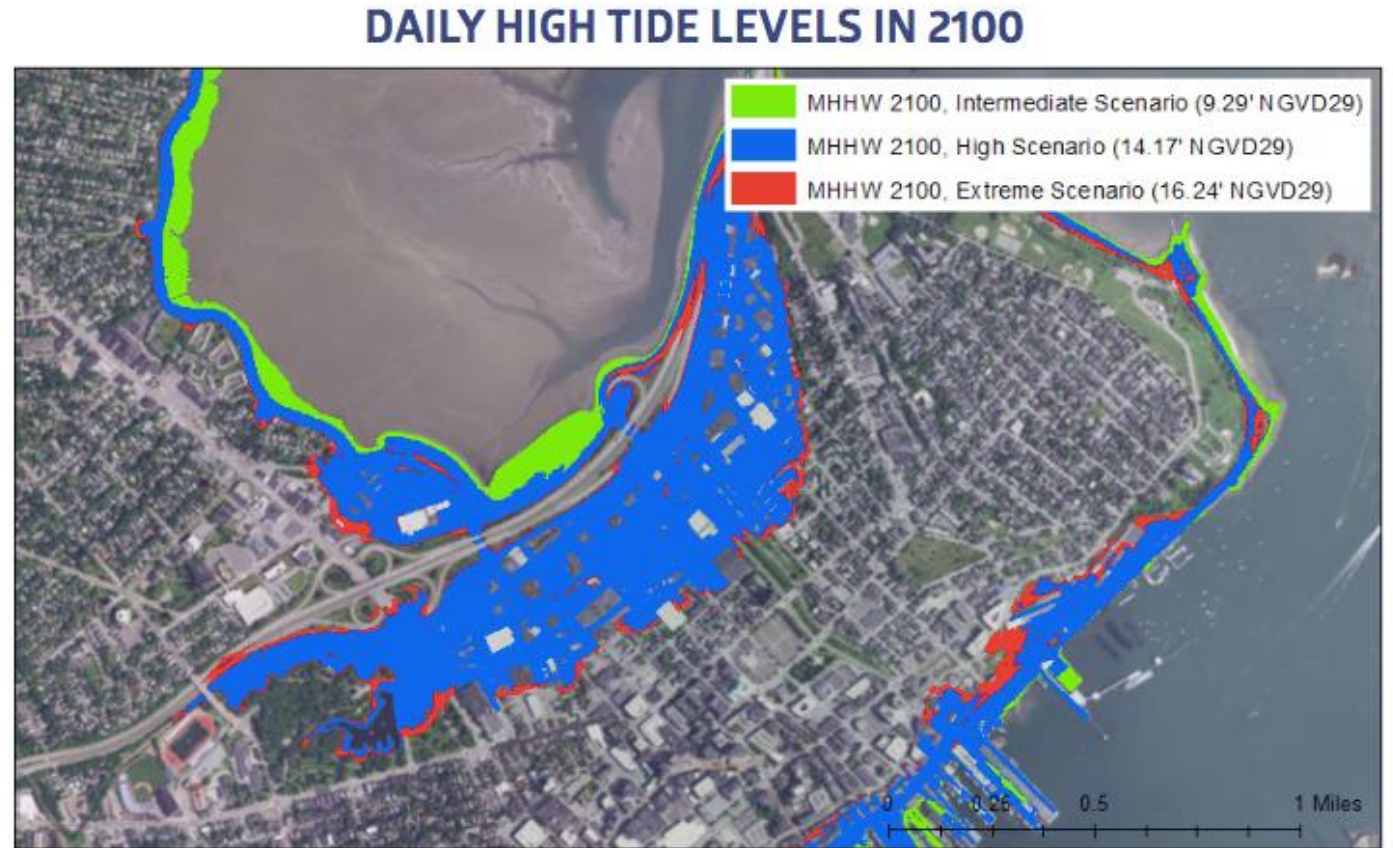 DAILY HIGH TIDE LEVELS IN 2100
MHHW 2100, Intermediate Scenario (9.29' NGVD29)
MHHW 2100, High Scenario (14.17' NGVD29)
MHHW 2100, Extreme Scenario (16.24' NGVD29)
0 0.25 0.5 1 Miles